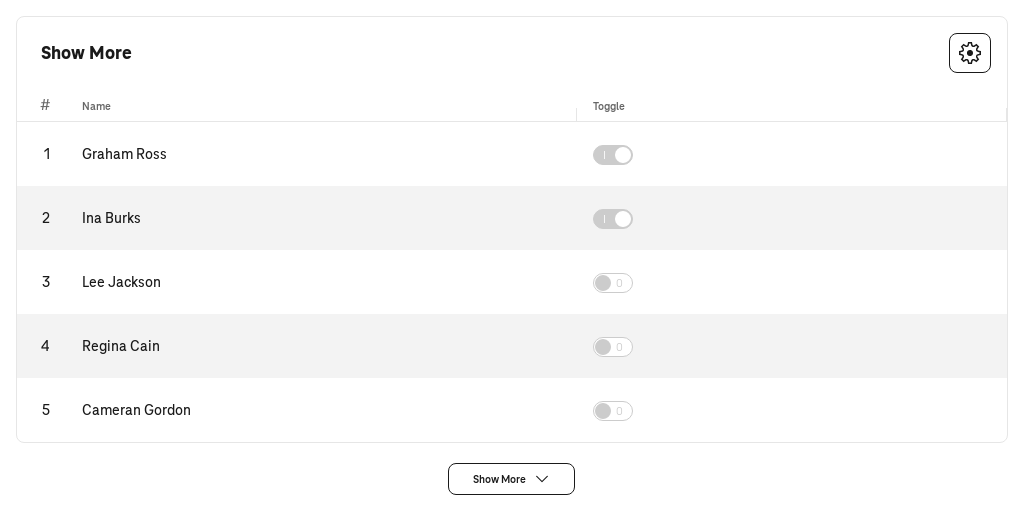 Show More
# Name Toggle
1 Graham Ross I
2 Ina Burks I
3 Lee Jackson 0
4 Regina Cain 0
5 Cameran Gordon 0
Show More